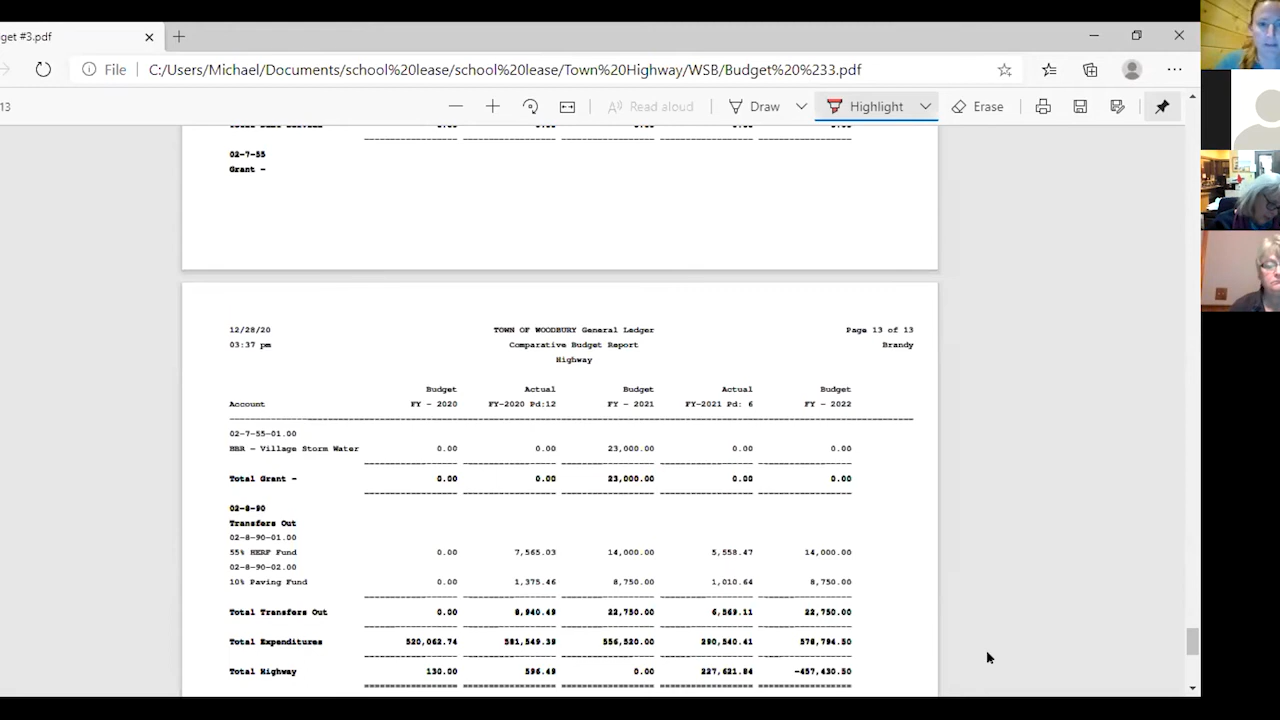 get #3.pdf
File C:/Users/Michael/Documents/school%20lease/school%20lease/Town%20Highway/WSB/Budget%20%233.pdf
13 Read aloud Draw Highlight Erase
02-7-55
Grant -
12/28/20 TOWN OF WOODBURY General Ledger Page 13 of 13
03:37 pm Comparative Budget Report Brandy
Highway
Budget Actual Budget Actual Budget
Account FY - 2020 FY-2020 Pd:12 FY - 2021 FY-2021 Pd: 6 FY - 2022
02-7-55-01.00
BBR - Village Storm Water 0.00 0.00 23,000.00 0.00 0.00
Total Grant - 0.00 0.00 23,000.00 0.00 0.00
02-8-90
Transfers Out
02-8-90-01.00
55% HERF Fund 0.00 7,565.03 14,000.00 5,558.47 14,000.00
02-8-90-02.00
10% Paving Fund 0.00 1,375.46 8,750.00 1,010.64 8,750.00
Total Transfers Out 0.00 8,940.49 22,750.00 6,569.11 22,750.00
Total Expenditures 520,062.74 581,549.38 556,520.00 290,540.41 578,794.50
Total Highway 130.00 596.49 0.00 227,621.84 -457,430.50